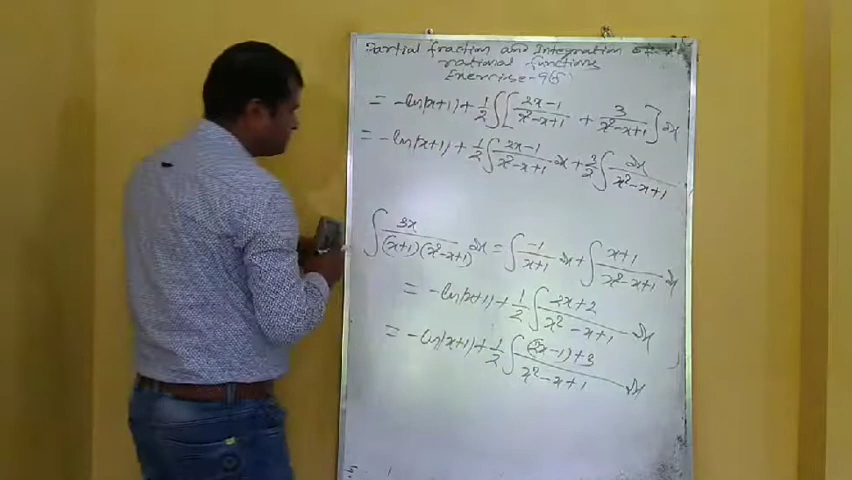 Partial fraction and Integration of
rational functions
Exercise-9(5)
= -ln|x+1| + 1/2 ∫ [ 2x-1/x²-x+1 + 3/x²-x+1 ] dx
= -ln|x+1| + 1/2 ∫ 2x-1/x²-x+1 dx + 3/2 ∫ dx/x²-x+1
∫ 3x/(x+1)(x²-x+1) dx = ∫ -1/x+1 dx + ∫ x+1/x²-x+1 dx
= -ln|x+1| + 1/2 ∫ 2x+2/x²-x+1 dx
= -ln|x+1| + 1/2 ∫ (2x-1)+3/x²-x+1 dx